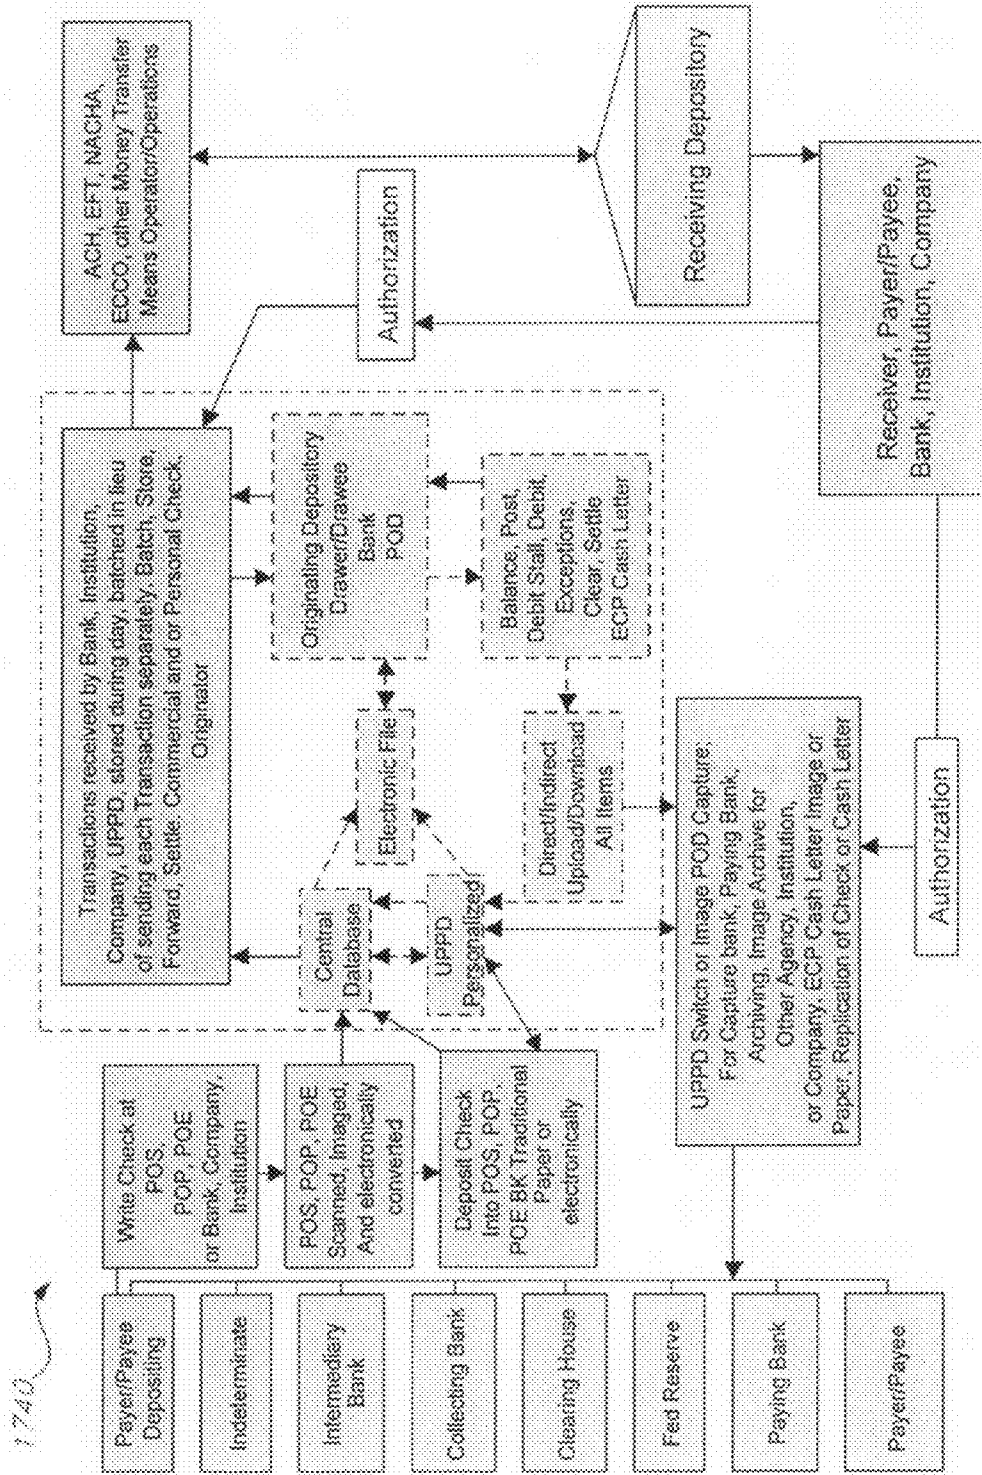 1740
Payer/Payee
Depositing
Indeterminate
Intermediary
Bank
Collecting Bank
Clearing House
Fed Reserve
Paying Bank
Payer/Payee
Write Check at
POS,
POP, POE
or Bank, Company,
Institution
POS, POP, POE
Scanned, Imaged,
And electronically
converted
Deposit Check
Into POS, POP,
POE BK Traditional
Paper or
electronically
Transactions received by Bank, Institution,
Company, UPPD, stored during day, batched in lieu
of sending each Transaction separately. Batch, Store,
Forward, Settle. Commercial and or Personal Check,
Originator
Central
Database
UPPD
Personalized
Electronic File
Originating Depository
Drawer/Drawee
Bank
POD
Direct/Indirect
Upload/Download
All Items
Balance, Post,
Debit Stall, Debit,
Exceptions,
Clear, Settle
ECP Cash Letter
UPPD Switch or Image POD Capture:
For Capture bank, Paying Bank,
Archiving, Image Archive for
Other Agency, Institution,
or Company. ECP Cash Letter Image or
Paper, Replication of Check or Cash Letter
Authorization
ACH, EFT, NACHA,
ECCO, other Money Transfer
Means Operator/Operations
Authorization
Receiving Depository
Receiver, Payer/Payee,
Bank, Institution, Company